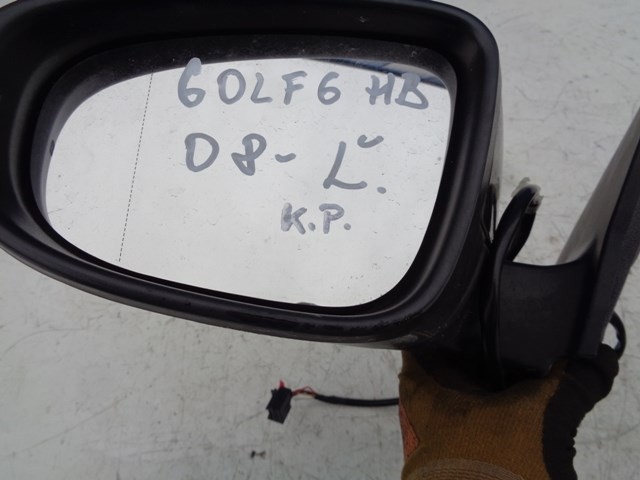 GOLF6 HB
08- Ľ.
K.P.